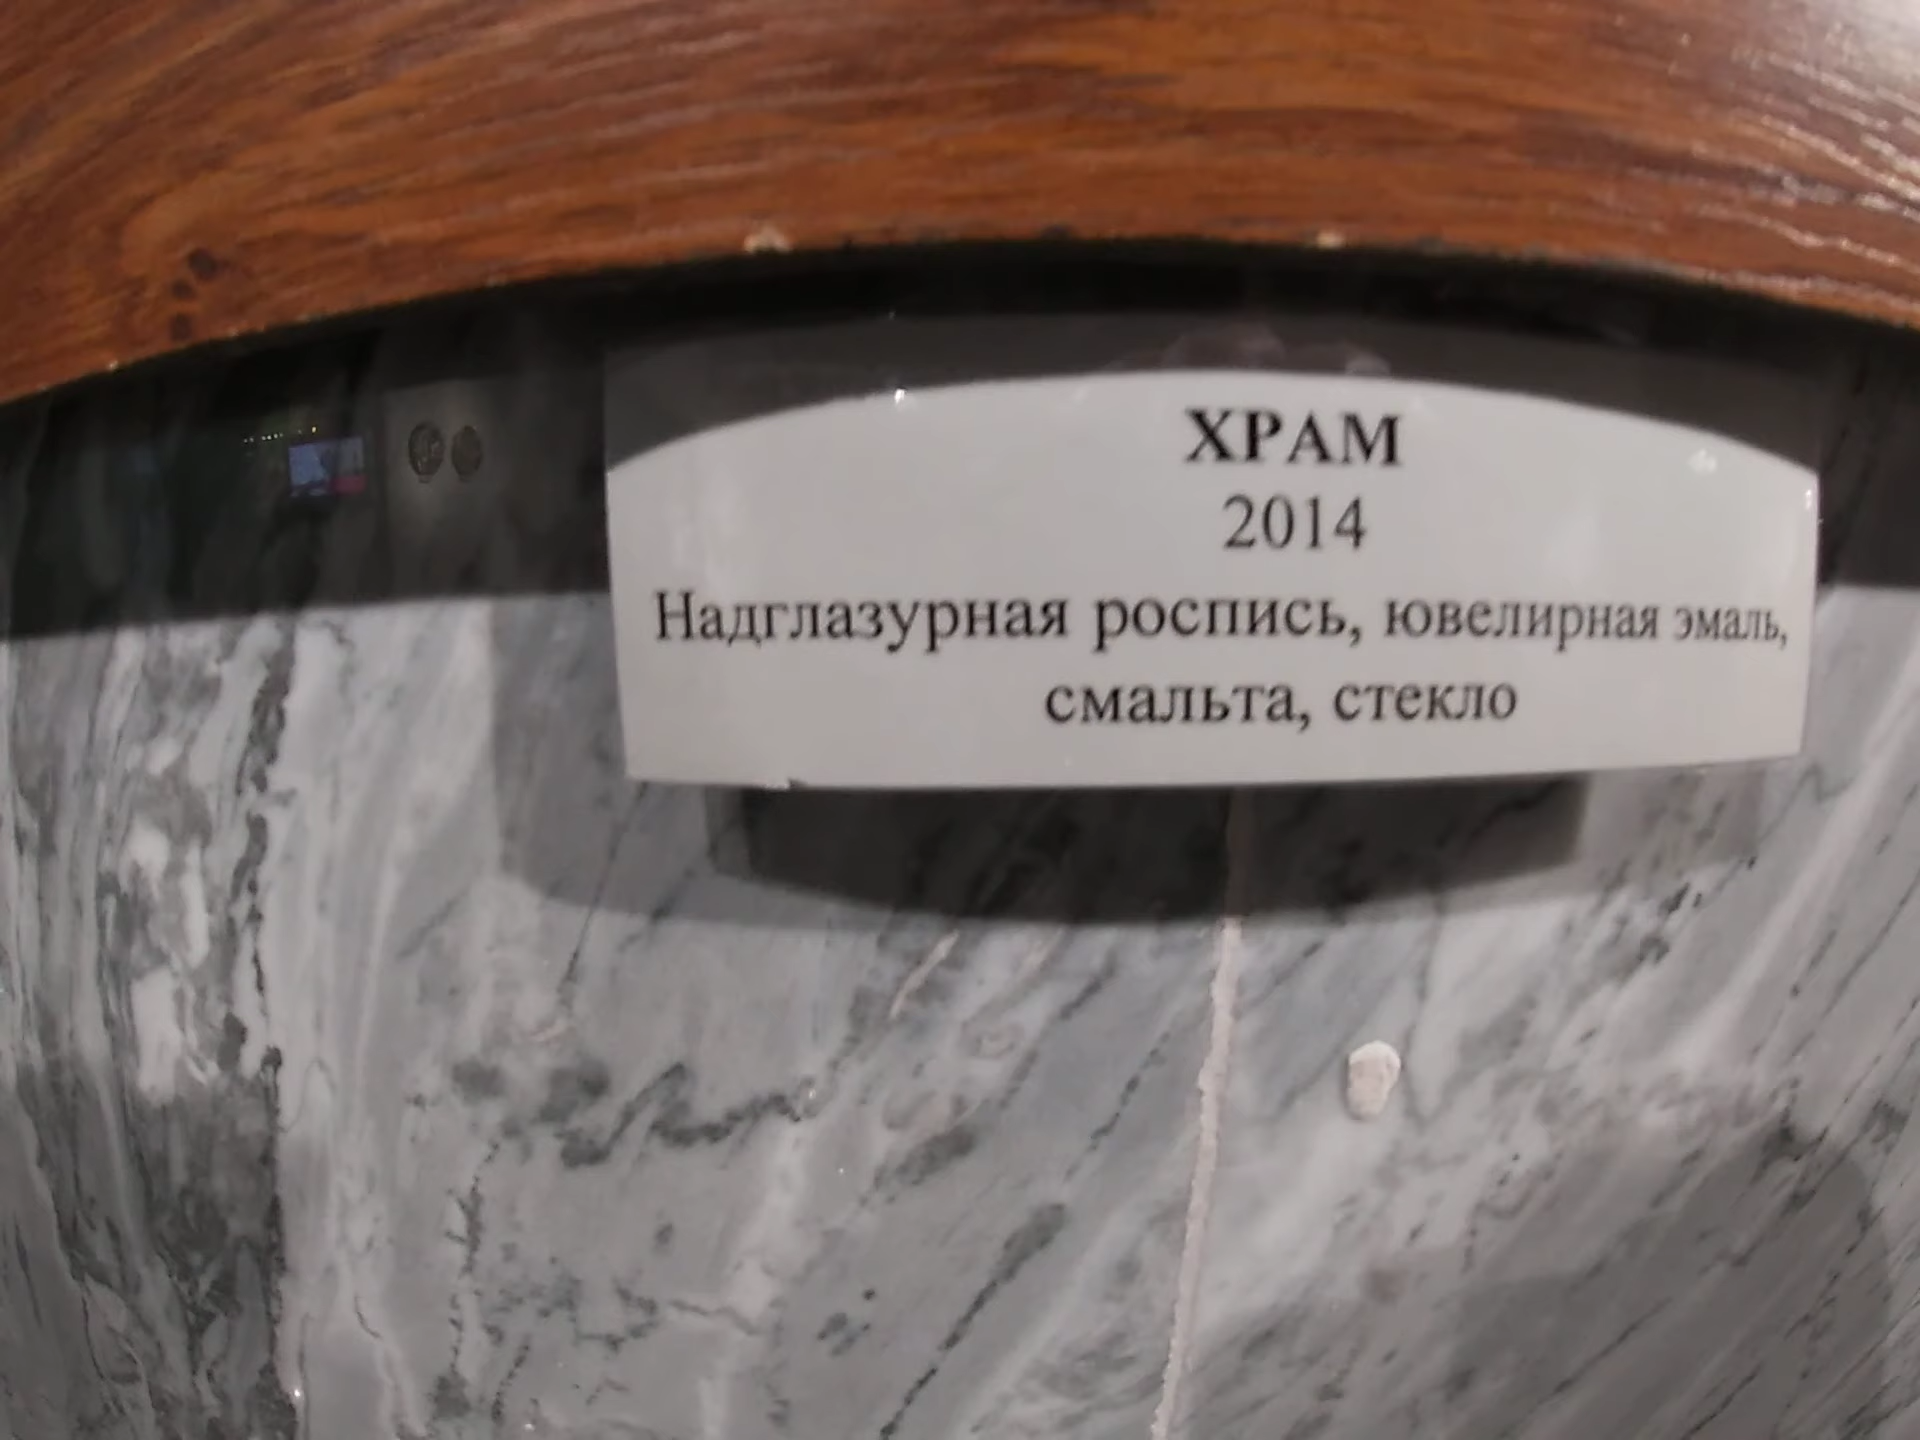 ХРАМ
2014
Надглазурная роспись, ювелирная эмаль,
смальта, стекло